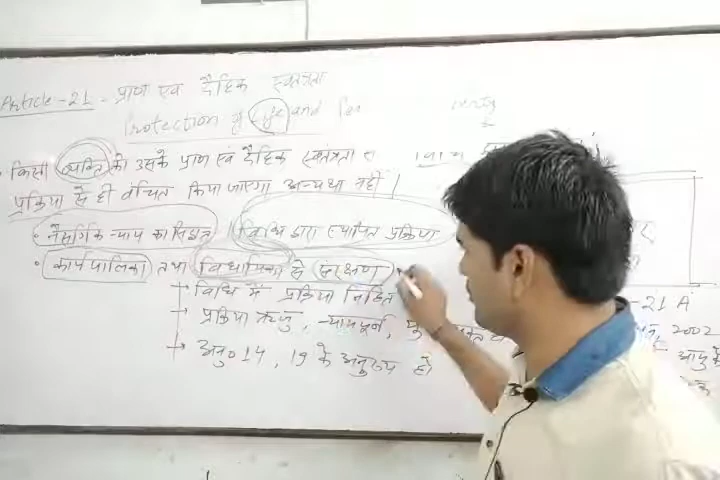 Article-21- प्राण एवं दैहिक स्वतंत्रता
Protection of Life and Per
किसी व्यक्ति को उसके प्राण एवं दैहिक स्वतंत्रता स
प्रक्रिया से ही वंचित किया जाएगा अन्यथा नहीं।
नैसर्गिक न्याय का सिद्धांत विधि द्वारा स्थापित प्रक्रिया
कार्यपालिका तथा विधायिका से संरक्षण
विधि में प्रक्रिया निहित
-21 A
प्रक्रिया ऋजु, न्यायपूर्ण,
2002
अनु० 14, 19 के अनुरूप हो